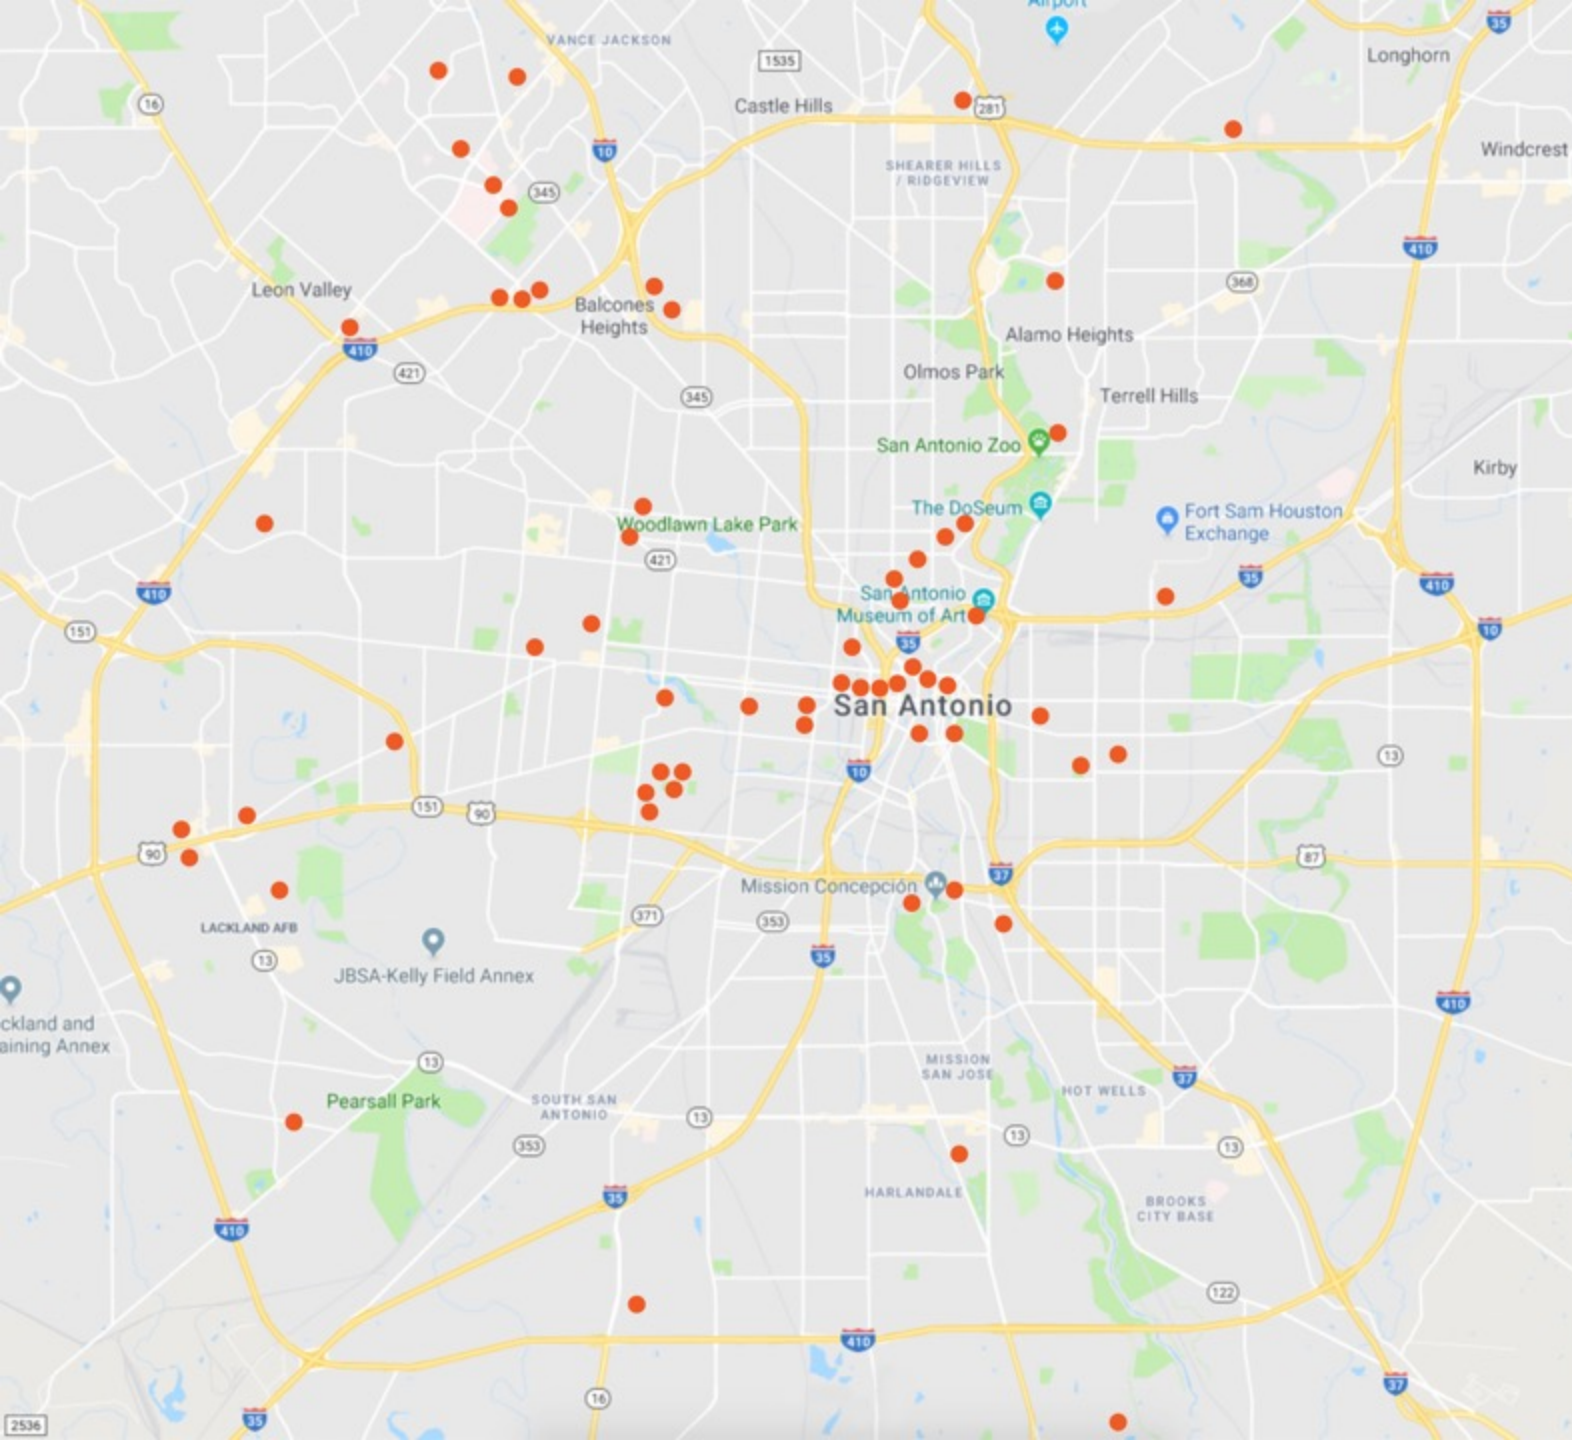 Airport
35
VANCE JACKSON
1535
Longhorn
16
Castle Hills
281
10
Windcrest
SHEARER HILLS
/ RIDGEVIEW
345
410
Leon Valley
368
Balcones
Heights
Alamo Heights
410
421
Olmos Park
345
Terrell Hills
San Antonio Zoo
Kirby
The DoSeum
Fort Sam Houston
Exchange
Woodlawn Lake Park
421
35
410
410
San Antonio
Museum of Art
151
10
35
San Antonio
13
10
151
90
90
87
37
Mission Concepción
371
353
LACKLAND AFB
35
13
JBSA-Kelly Field Annex
410
ckland and
aining Annex
13
MISSION
SAN JOSE
37
HOT WELLS
Pearsall Park
SOUTH SAN
ANTONIO
13
353
13
13
35
HARLANDALE
BROOKS
CITY BASE
410
122
410
37
16
35
2536